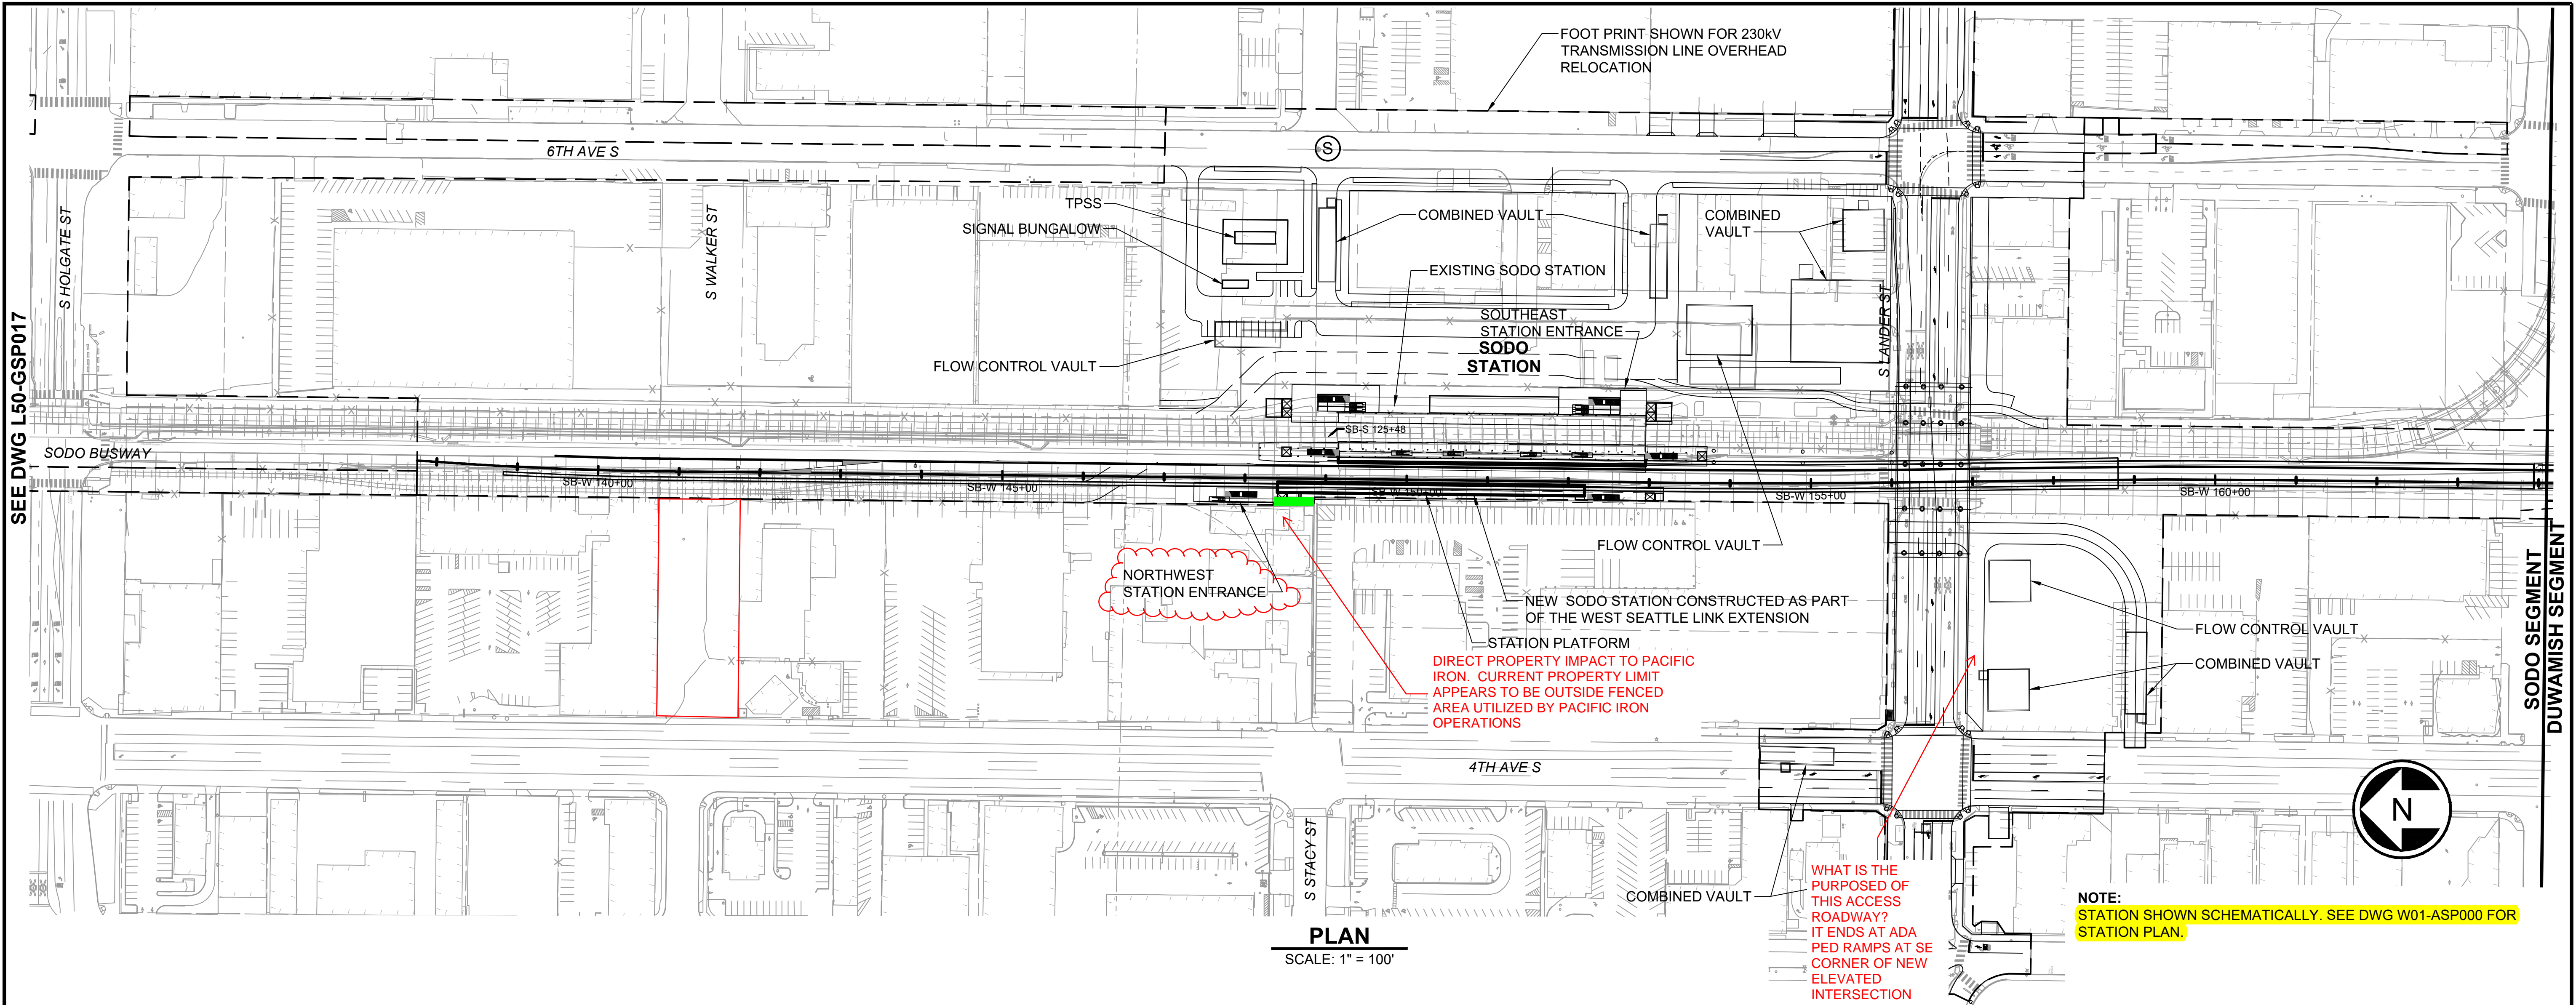 FOOT PRINT SHOWN FOR 230kV
TRANSMISSION LINE OVERHEAD
RELOCATION
6TH AVE S
S
S HOLGATE ST
S WALKER ST
TPSS
SIGNAL BUNGALOW
COMBINED VAULT
COMBINED
VAULT
EXISTING SODO STATION
S LANDER ST
SOUTHEAST
STATION ENTRANCE
SODO
STATION
FLOW CONTROL VAULT
SEE DWG L50-GSP017
SB-S 125+48
SODO BUSWAY
SB-W 140+00
SB-W 145+00
SB-W 155+00
SB-W 160+00
FLOW CONTROL VAULT
NORTHWEST
STATION ENTRANCE
NEW SODO STATION CONSTRUCTED AS PART
OF THE WEST SEATTLE LINK EXTENSION
STATION PLATFORM
DIRECT PROPERTY IMPACT TO PACIFIC
IRON. CURRENT PROPERTY LIMIT
APPEARS TO BE OUTSIDE FENCED
AREA UTILIZED BY PACIFIC IRON
OPERATIONS
FLOW CONTROL VAULT
COMBINED VAULT
SODO SEGMENT
DUWAMISH SEGMENT
4TH AVE S
N
S STACY ST
COMBINED VAULT
WHAT IS THE
PURPOSED OF
THIS ACCESS
ROADWAY?
IT ENDS AT ADA
PED RAMPS AT SE
CORNER OF NEW
ELEVATED
INTERSECTION
NOTE:
STATION SHOWN SCHEMATICALLY. SEE DWG W01-ASP000 FOR
STATION PLAN.
PLAN
SCALE: 1" = 100'